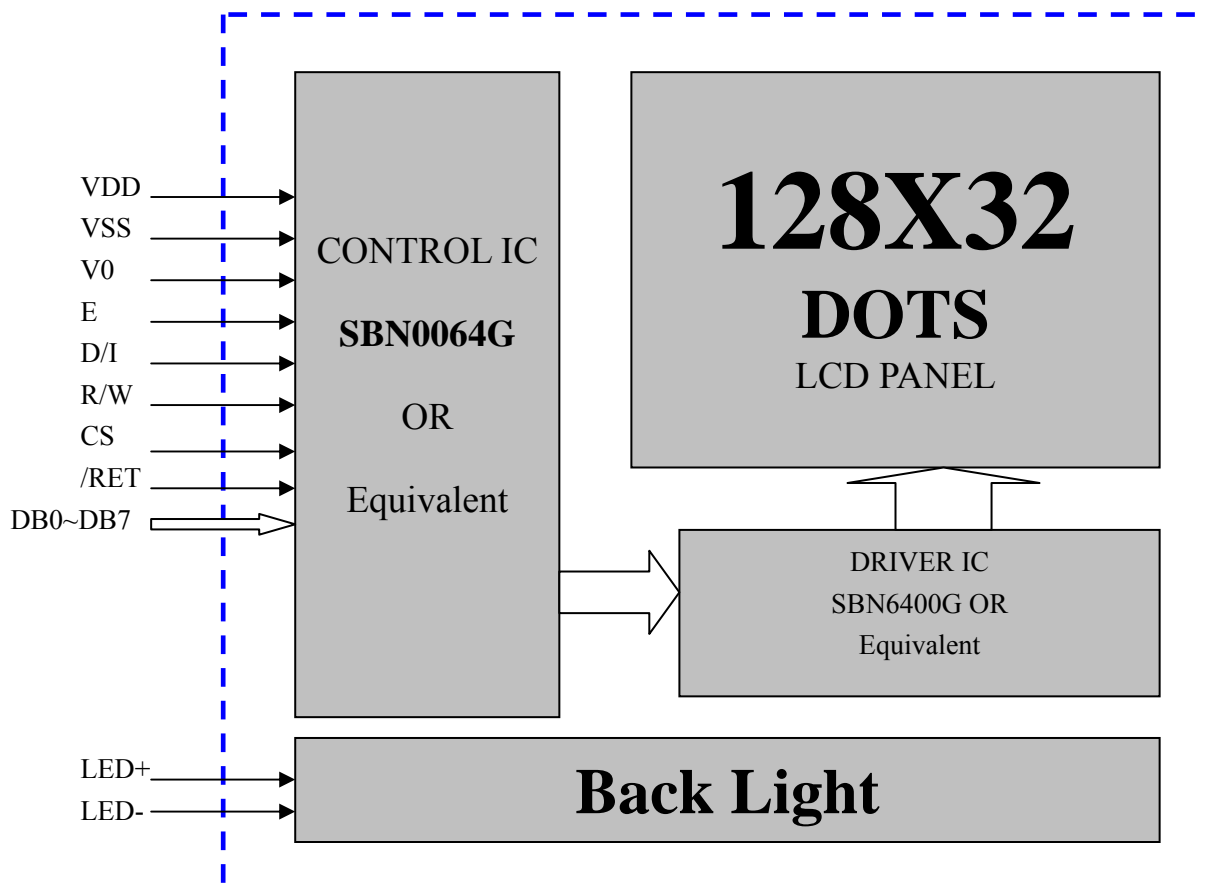 VDD
VSS
V0
E
D/I
R/W
CS
/RET
DB0~DB7
LED+
LED-
CONTROL IC
SBN0064G
OR
Equivalent
128X32
DOTS
LCD PANEL
DRIVER IC
SBN6400G OR
Equivalent
Back Light